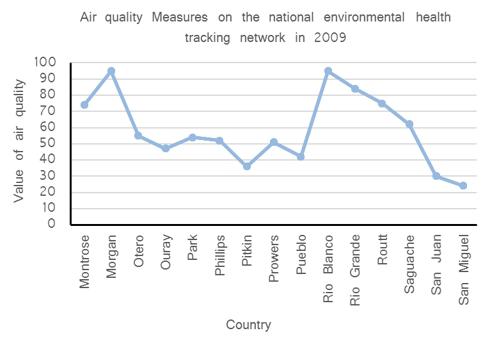 Air quality Measures on the national environmental health
tracking network in 2009
Value of air quality
100
90
80
70
60
50
40
30
20
10
0
Montrose
Morgan
Otero
Ouray
Park
Phillips
Pitkin
Prowers
Pueblo
Rio Blanco
Rio Grande
Routt
Saguache
San Juan
San Miguel
Country